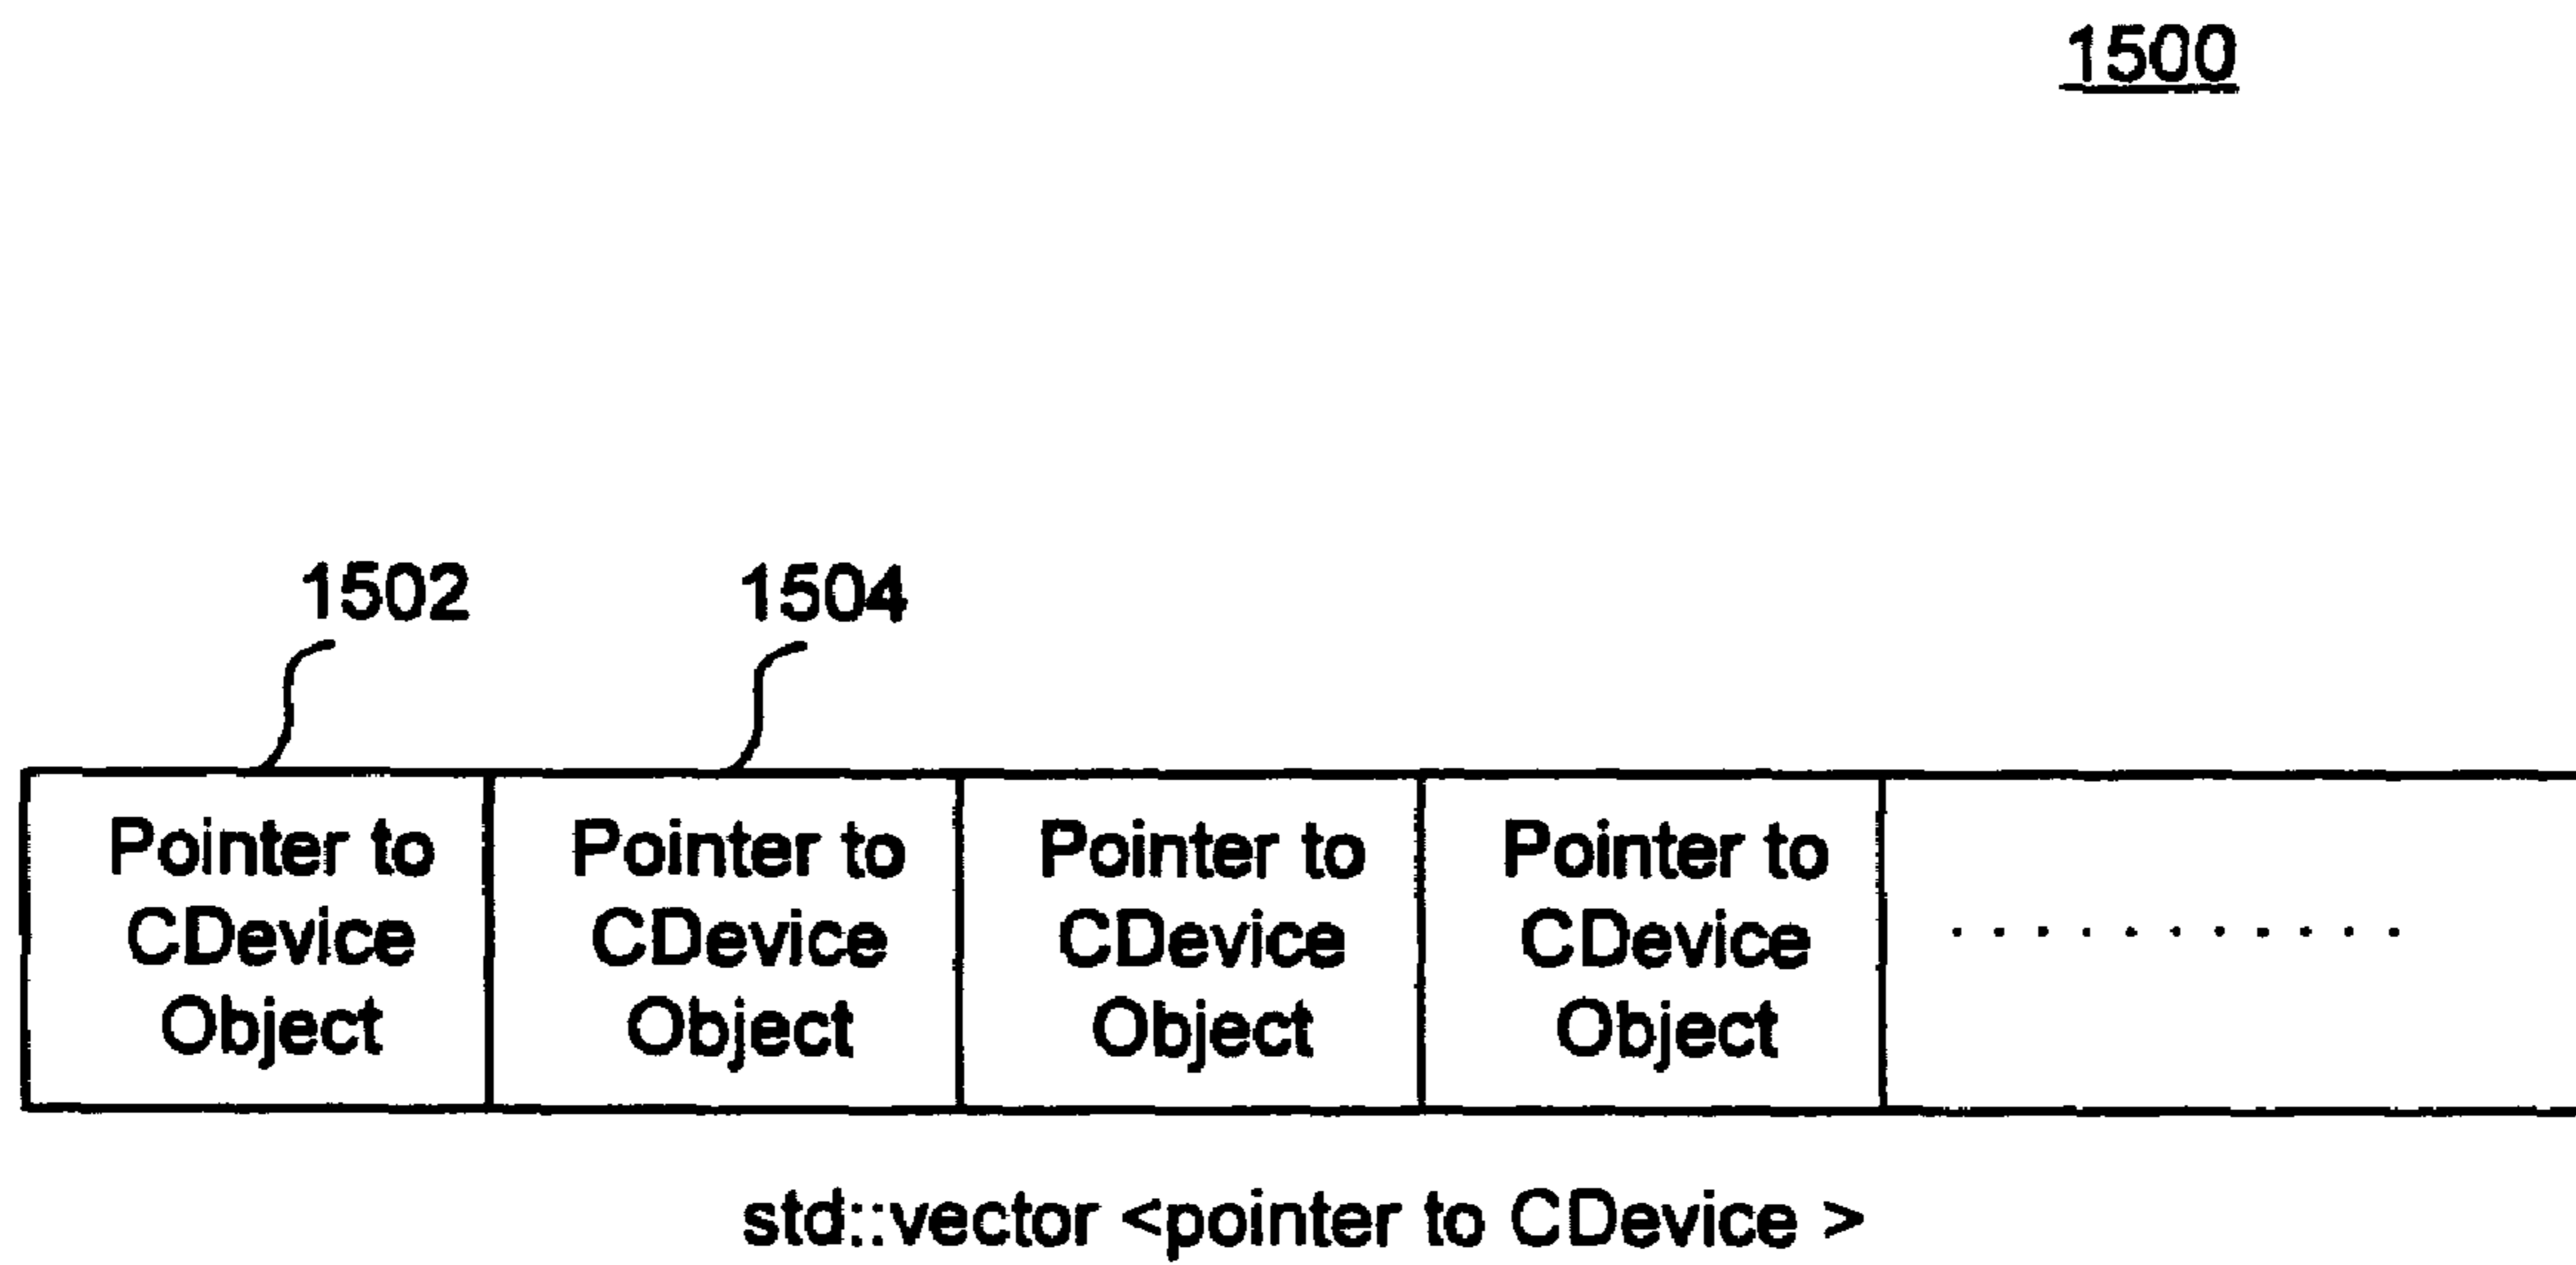 1500
1502
1504
Pointer to CDevice Object
Pointer to CDevice Object
Pointer to CDevice Object
Pointer to CDevice Object
...........
std::vector <pointer to CDevice >